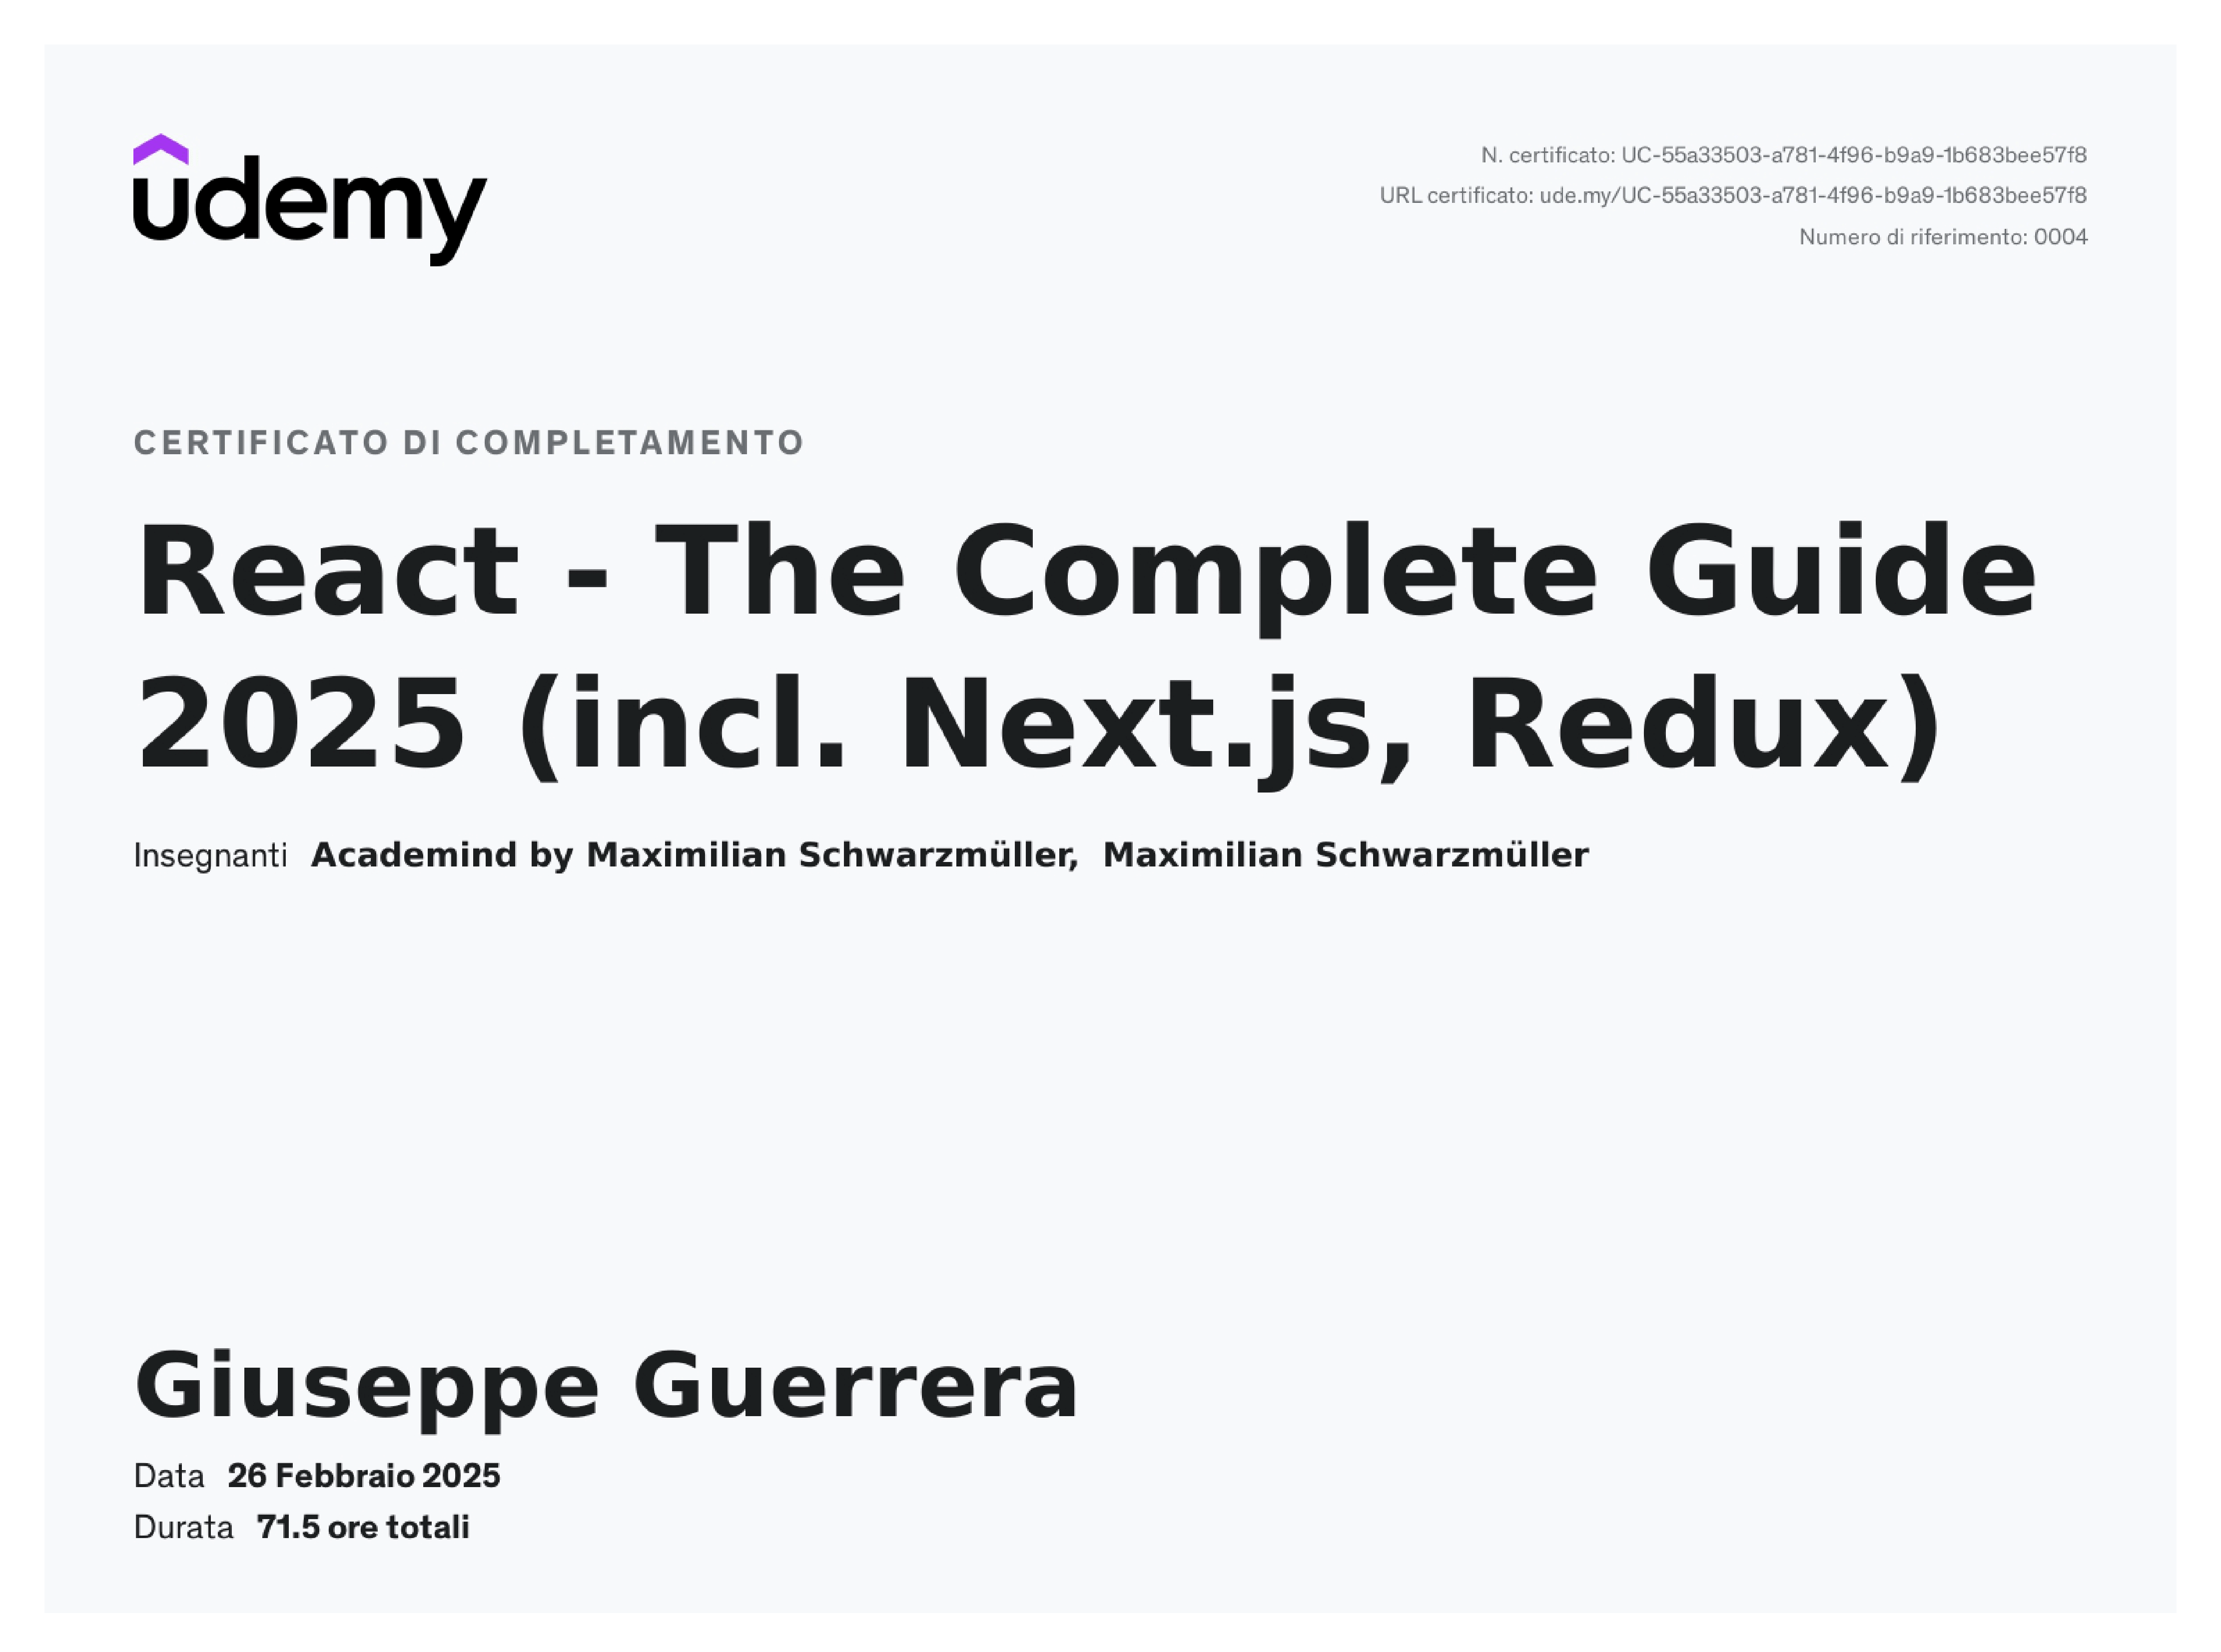 udemy
N. certificato: UC-55a33503-a781-4f96-b9a9-1b683bee57f8
URL certificato: ude.my/UC-55a33503-a781-4f96-b9a9-1b683bee57f8
Numero di riferimento: 0004
CERTIFICATO DI COMPLETAMENTO
React - The Complete Guide
2025 (incl. Next.js, Redux)
Insegnanti Academind by Maximilian Schwarzmüller, Maximilian Schwarzmüller
Giuseppe Guerrera
Data 26 Febbraio 2025
Durata 71.5 ore totali